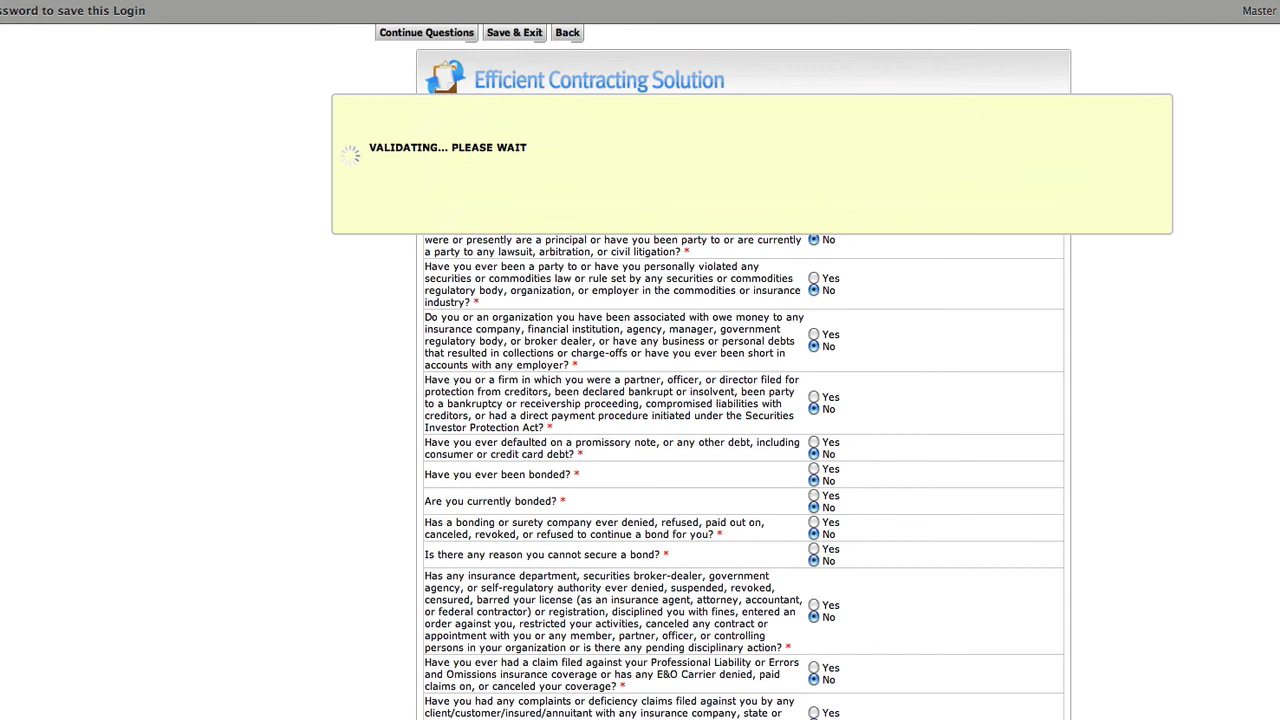 ssword to save this Login
Master
Continue Questions
Save & Exit
Back
Efficient Contracting Solution
VALIDATING... PLEASE WAIT
were or presently are a principal or have you been party to or are currently
a party to any lawsuit, arbitration, or civil litigation? *
No
Have you ever been a party to or have you personally violated any
securities or commodities law or rule set by any securities or commodities
regulatory body, organization, or employer in the commodities or insurance
industry? *
Yes
No
Do you or an organization you have been associated with owe money to any
insurance company, financial institution, agency, manager, government
regulatory body, or broker dealer, or have any business or personal debts
that resulted in collections or charge-offs or have you ever been short in
accounts with any employer? *
Yes
No
Have you or a firm in which you were a partner, officer, or director filed for
protection from creditors, been declared bankrupt or insolvent, been party
to a bankruptcy or receivership proceeding, compromised liabilities with
creditors, or had a direct payment procedure initiated under the Securities
Investor Protection Act? *
Yes
No
Have you ever defaulted on a promissory note, or any other debt, including
consumer or credit card debt? *
Yes
No
Have you ever been bonded? *
Yes
No
Are you currently bonded? *
Yes
No
Has a bonding or surety company ever denied, refused, paid out on,
canceled, revoked, or refused to continue a bond for you? *
Yes
No
Is there any reason you cannot secure a bond? *
Yes
No
Has any insurance department, securities broker-dealer, government
agency, or self-regulatory authority ever denied, suspended, revoked,
censured, barred your license (as an insurance agent, attorney, accountant,
or federal contractor) or registration, disciplined you with fines, entered an
order against you, restricted your activities, canceled any contract or
appointment with you or any member, partner, officer, or controlling
persons in your organization or is there any pending disciplinary action? *
Yes
No
Have you ever had a claim filed against your Professional Liability or Errors
and Omissions insurance coverage or has any E&O Carrier denied, paid
claims on, or canceled your coverage? *
Yes
No
Have you had any complaints or deficiency claims filed against you by any
client/customer/insured/annuitant with any insurance company, state or
Yes